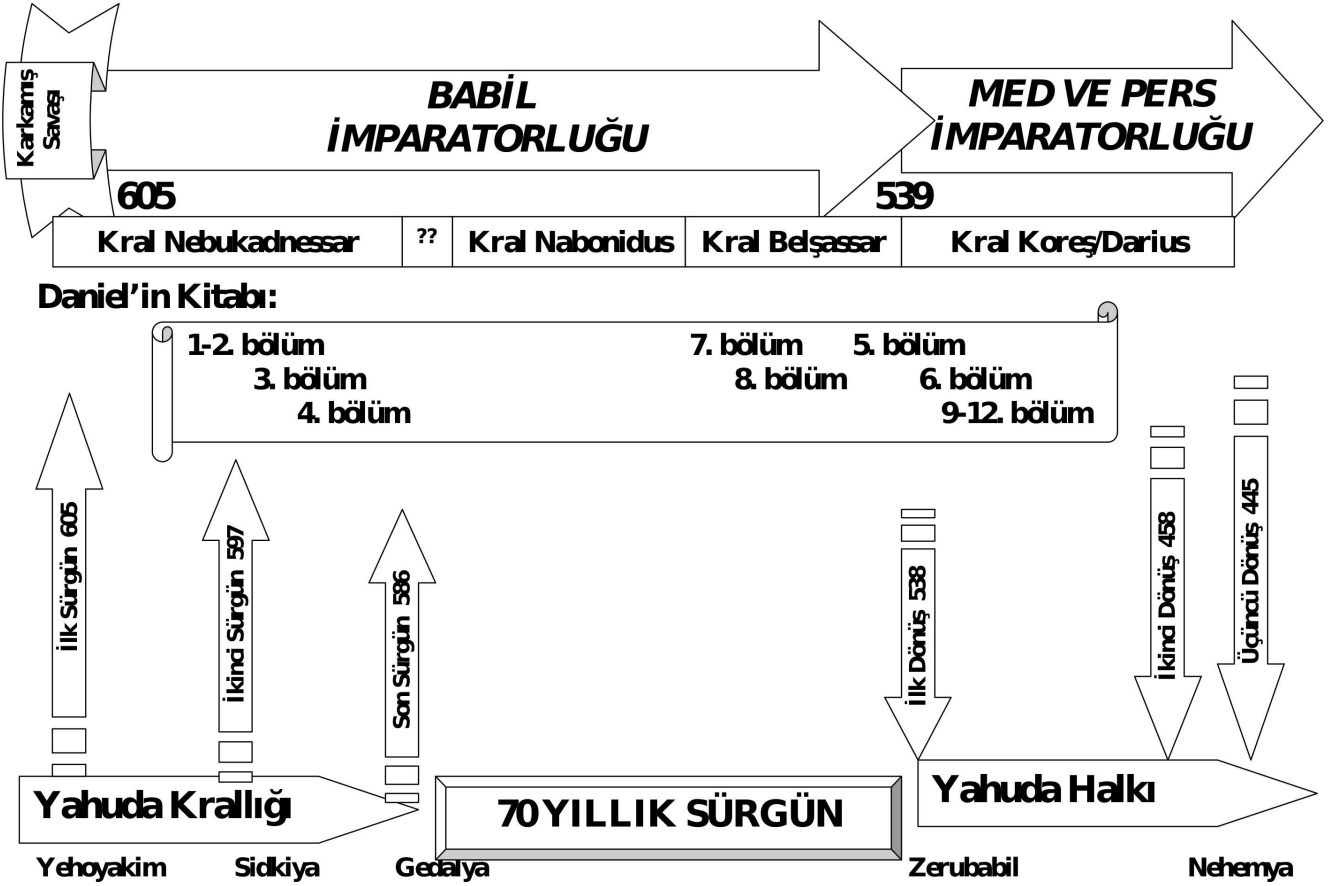 Karkamış
Savaşı
BABİL
İMPARATORLUĞU
MED VE PERS
İMPARATORLUĞU
605
539
Kral Nebukadnessar
??
Kral Nabonidus
Kral Belşassar
Kral Koreş/Darius
Daniel’in Kitabı:
1-2. bölüm
7. bölüm
5. bölüm
3. bölüm
8. bölüm
6. bölüm
4. bölüm
9-12. bölüm
İlk Sürgün 605
İkinci Sürgün 597
Son Sürgün 586
İlk Dönüş 538
İkinci Dönüş 458
Üçüncü Dönüş 445
Yahuda Krallığı
70 YILLIK SÜRGÜN
Yahuda Halkı
Yehoyakim
Sidkiya
Gedalya
Zerubabil
Nehemya